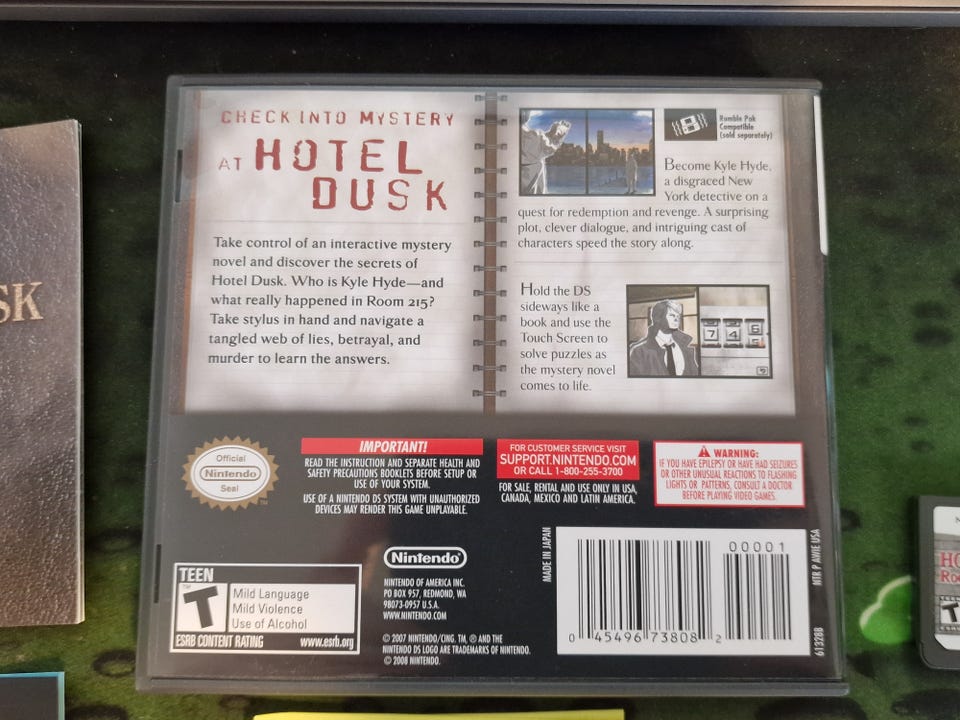 CHECK INTO MYSTERY
AT HOTEL
DUSK
Take control of an interactive mystery
novel and discover the secrets of
Hotel Dusk. Who is Kyle Hyde—and
what really happened in Room 215?
Take stylus in hand and navigate a
tangled web of lies, betrayal, and
murder to learn the answers.
Rumble Pak
Compatible
(sold separately)
Become Kyle Hyde,
a disgraced New
York detective on a
quest for redemption and revenge. A surprising
plot, clever dialogue, and intriguing cast of
characters speed the story along.
Hold the DS
sideways like a
book and use the
Touch Screen to
solve puzzles as
the mystery novel
comes to life.
7 4 6
SK
Official
Nintendo
Seal
IMPORTANT!
READ THE INSTRUCTION AND SEPARATE HEALTH AND
SAFETY PRECAUTIONS BOOKLETS BEFORE SETUP OR
USE OF YOUR SYSTEM.
USE OF A NINTENDO DS SYSTEM WITH UNAUTHORIZED
DEVICES MAY RENDER THIS GAME UNPLAYABLE.
FOR CUSTOMER SERVICE VISIT
SUPPORT.NINTENDO.COM
OR CALL 1-800-255-3700
FOR SALE, RENTAL AND USE ONLY IN USA,
CANADA, MEXICO AND LATIN AMERICA.
WARNING:
IF YOU HAVE EPILEPSY OR HAVE HAD SEIZURES
OR OTHER UNUSUAL REACTIONS TO FLASHING
LIGHTS OR PATTERNS, CONSULT A DOCTOR
BEFORE PLAYING VIDEO GAMES.
TEEN
T
Mild Language
Mild Violence
Use of Alcohol
ESRB CONTENT RATING www.esrb.org
Nintendo
NINTENDO OF AMERICA INC.
PO BOX 957, REDMOND, WA
98073-0957 U.S.A.
WWW.NINTENDO.COM
© 2007 NINTENDO/CING. TM, ® AND THE
NINTENDO DS LOGO ARE TRADEMARKS OF NINTENDO.
© 2008 NINTENDO.
MADE IN JAPAN
00001
0 45496 73808 2
NTR P AWIE USA
61328B
HO
Ro
T